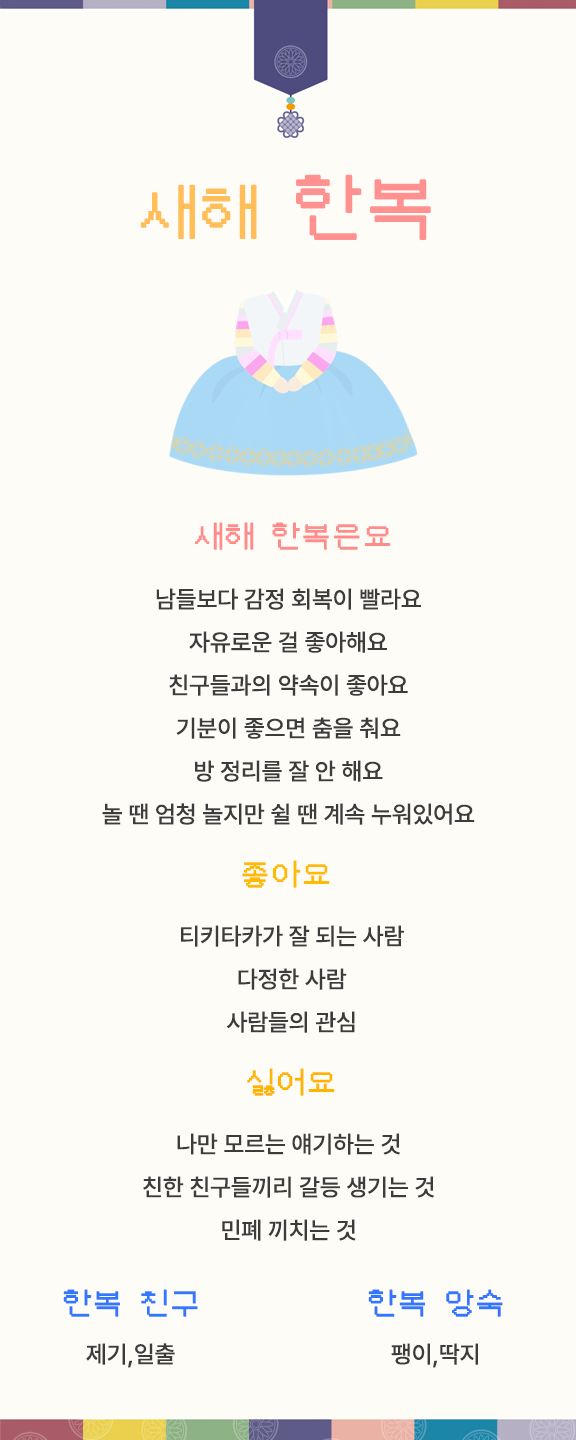 새해 한복
새해 한복은요
남들보다 감정 회복이 빨라요
자유로운 걸 좋아해요
친구들과의 약속이 좋아요
기분이 좋으면 춤을 춰요
방 정리를 잘 안 해요
놀 땐 엄청 놀지만 쉴 땐 계속 누워있어요
좋아요
티키타카가 잘 되는 사람
다정한 사람
사람들의 관심
싫어요
나만 모르는 얘기하는 것
친한 친구들끼리 갈등 생기는 것
민폐 끼치는 것
한복 친구
제기,일출
한복 앙숙
팽이,딱지